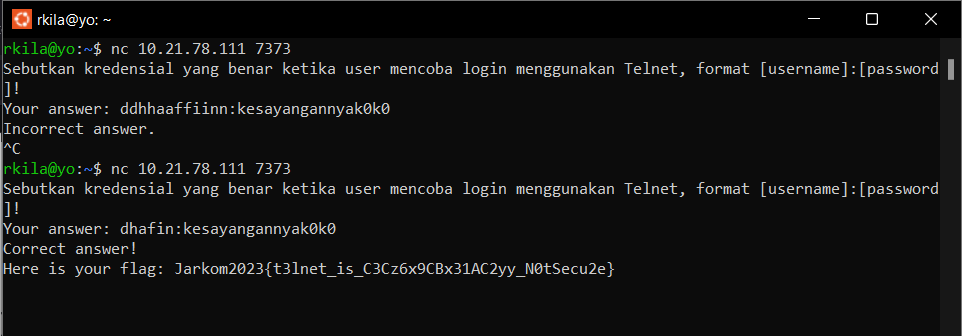 rkila@yo: ~
rkila@yo:~$ nc 10.21.78.111 7373
Sebutkan kredensial yang benar ketika user mencoba login menggunakan Telnet, format [username]:[password
]!
Your answer: ddhhaaffiinn:kesayangannyak0k0
Incorrect answer.
^C
rkila@yo:~$ nc 10.21.78.111 7373
Sebutkan kredensial yang benar ketika user mencoba login menggunakan Telnet, format [username]:[password
]!
Your answer: dhafin:kesayangannyak0k0
Correct answer!
Here is your flag: Jarkom2023{t3lnet_is_C3Cz6x9CBx31AC2yy_N0tSecu2e}